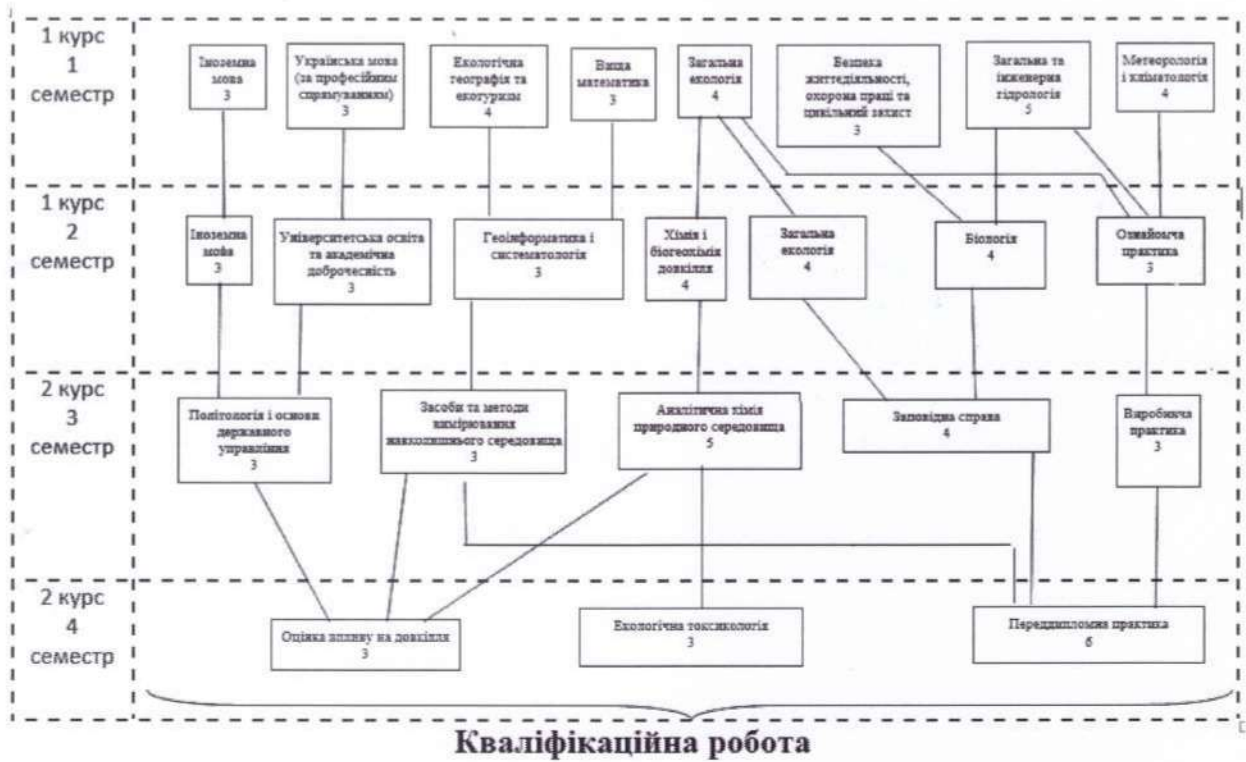 1 курс
1
семестр
Іноземна
мова
3
Українська мова
(за професійним
спрямуванням)
3
Екологічна
географія та
екотуризм
4
Вища
математика
3
Загальна
екологія
4
Безпека
життєдіяльності,
охорона праці та
цивільний захист
3
Загальна та
інженерна
гідрологія
5
Метеорологія
і кліматологія
4
1 курс
2
семестр
Іноземна
мова
3
Університетська освіта
та академічна
доброчесність
3
Геоінформатика і
систематологія
3
Хімія і
біогеохімія
довкілля
4
Загальна
екологія
4
Біологія
4
Ознайомча
практика
3
2 курс
3
семестр
Політологія і основи
державного
управління
3
Засоби та методи
вимірювання
навколишнього середовища
3
Аналітична хімія
природного середовища
5
Заповідна справа
4
Виробнича
практика
3
2 курс
4
семестр
Оцінка впливу на довкілля
3
Екологічна токсикологія
3
Переддипломна практика
6
Кваліфікаційна робота